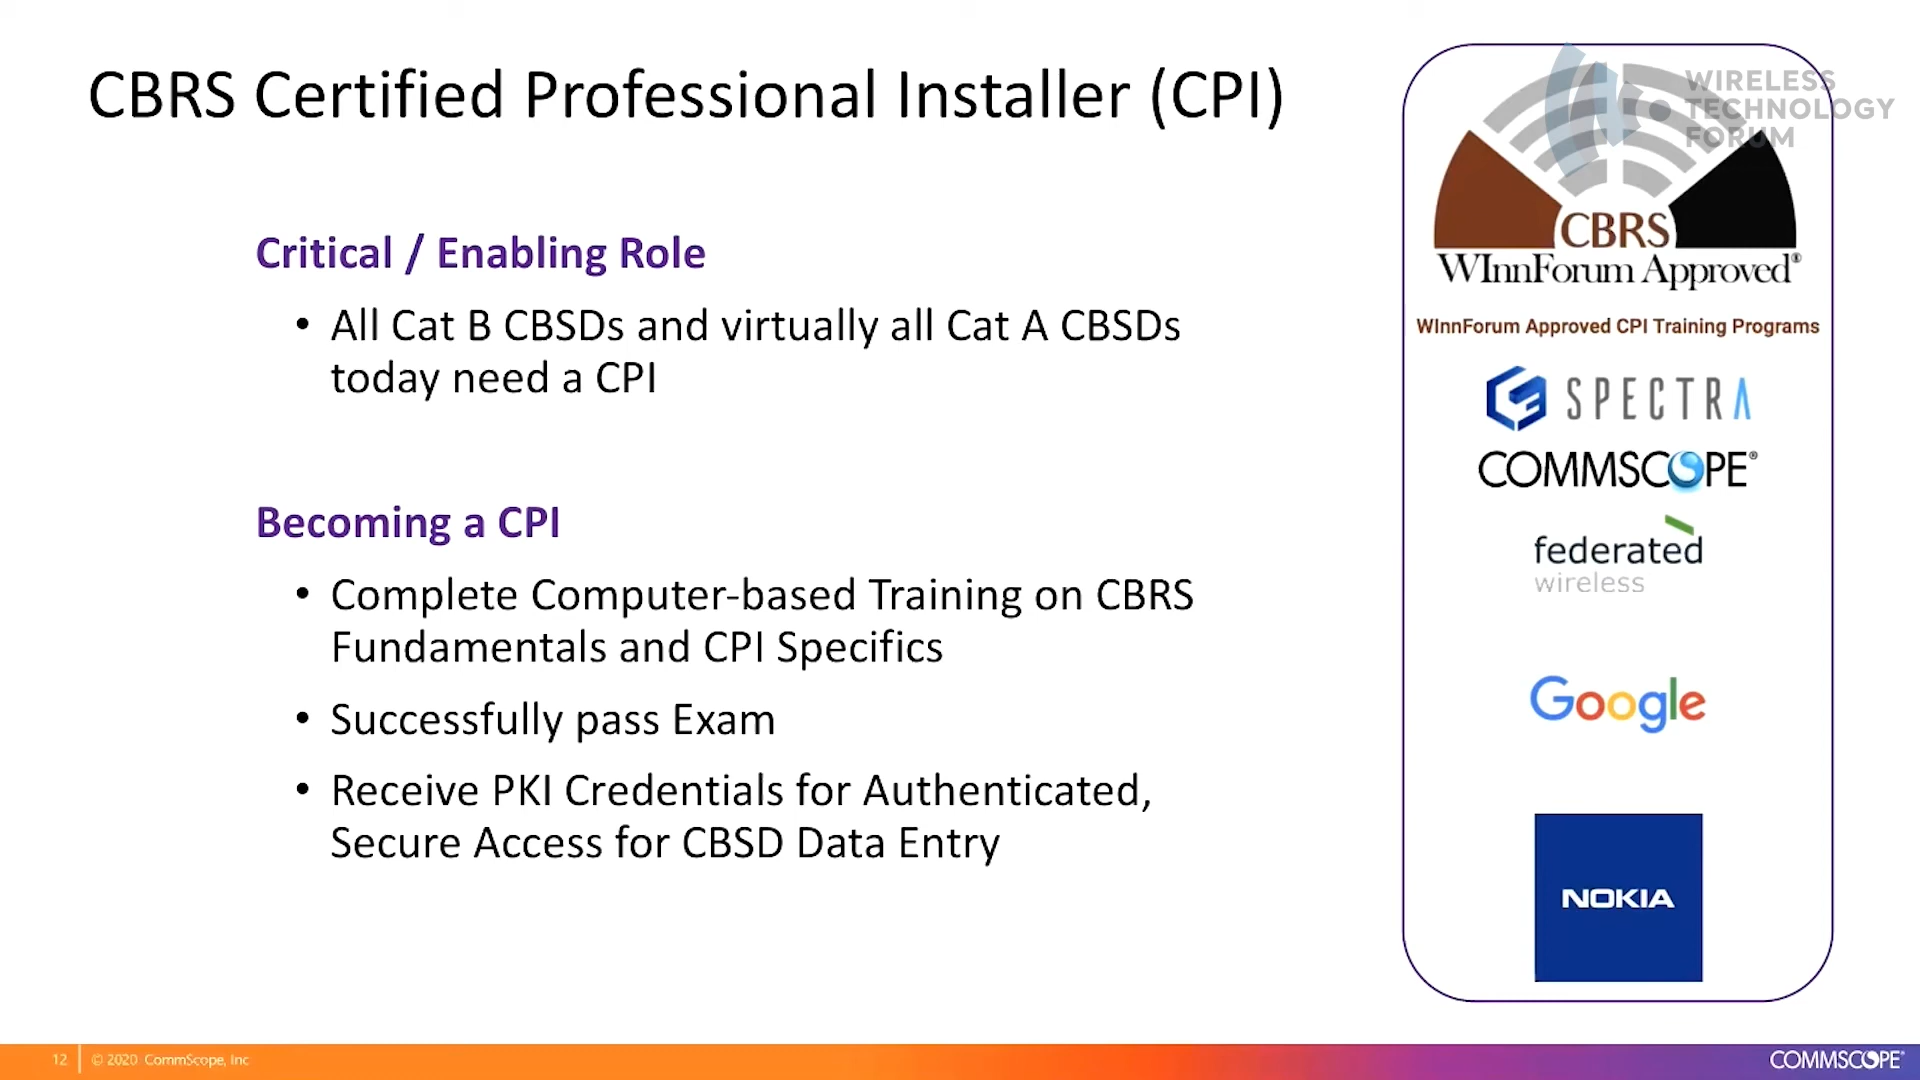 CBRS Certified Professional Installer (CPI)
Critical / Enabling Role
• All Cat B CBSDs and virtually all Cat A CBSDs
today need a CPI
Becoming a CPI
• Complete Computer-based Training on CBRS
Fundamentals and CPI Specifics
• Successfully pass Exam
• Receive PKI Credentials for Authenticated,
Secure Access for CBSD Data Entry
WIRELESS
TECHNOLOGY
FORUM
CBRS
WInnForum Approved®
WInnForum Approved CPI Training Programs
SPECTRA
COMMSCOPE®
federated
wireless
Google
NOKIA
12 © 2020 CommScope, Inc
COMMSCOPE®